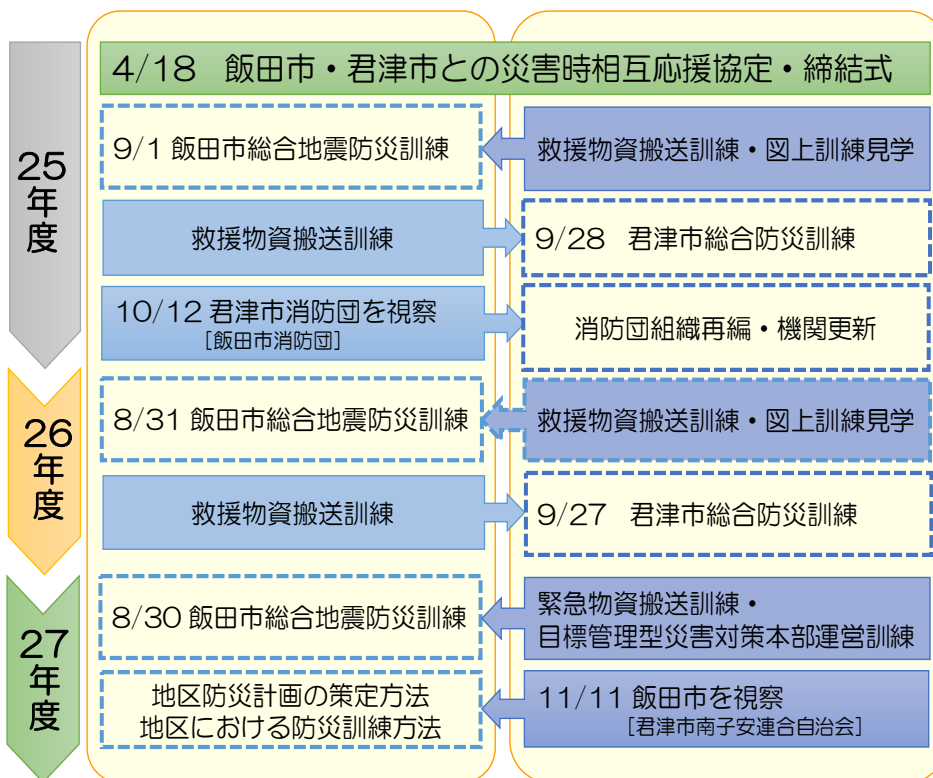 4/18 飯田市・君津市との災害時相互応援協定・締結式
25年度
9/1 飯田市総合地震防災訓練
救援物資搬送訓練・図上訓練見学
救援物資搬送訓練
9/28 君津市総合防災訓練
10/12 君津市消防団を視察
[飯田市消防団]
消防団組織再編・機関更新
26年度
8/31 飯田市総合地震防災訓練
救援物資搬送訓練・図上訓練見学
救援物資搬送訓練
9/27 君津市総合防災訓練
27年度
8/30 飯田市総合地震防災訓練
緊急物資搬送訓練・
目標管理型災害対策本部運営訓練
地区防災計画の策定方法
地区における防災訓練方法
11/11 飯田市を視察
[君津市南子安連合自治会]